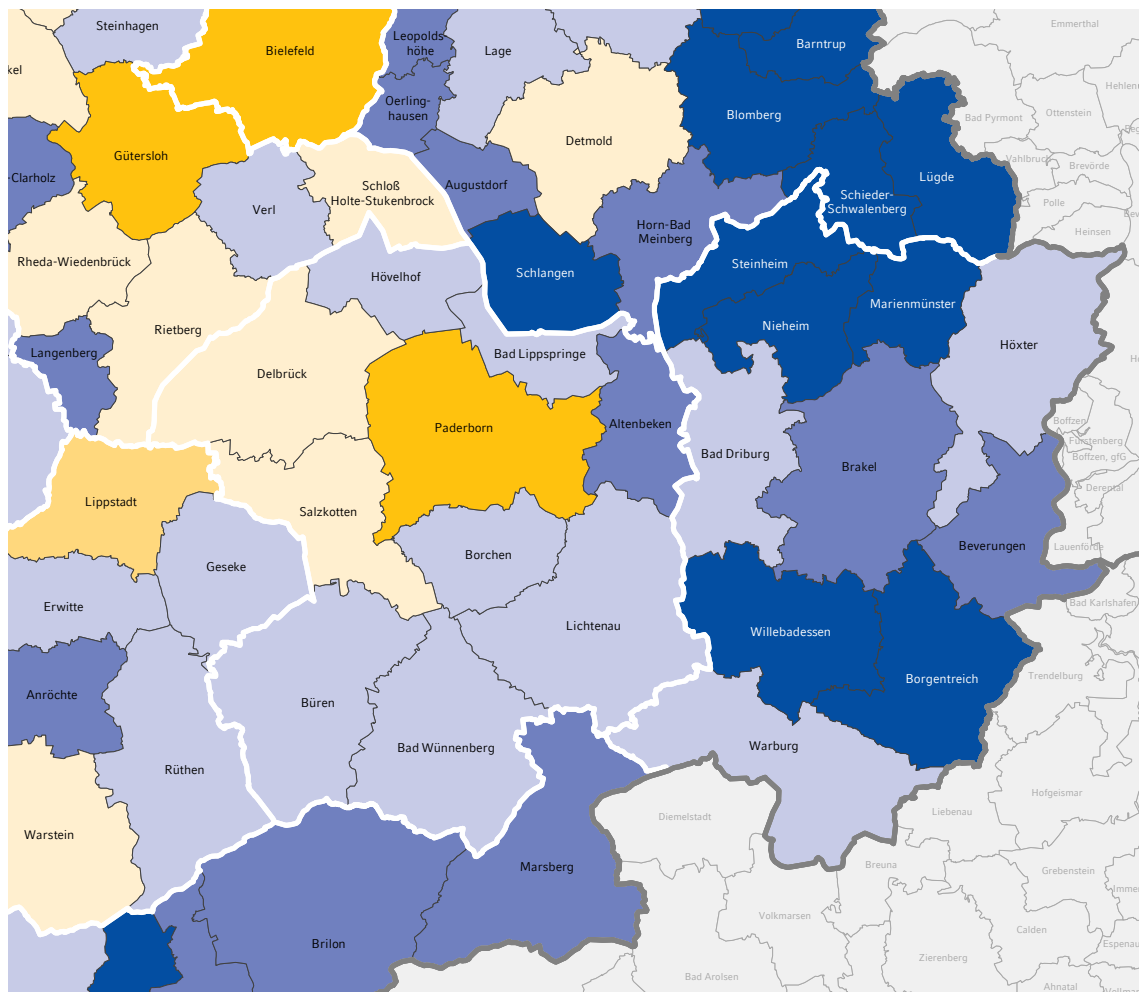 Steinhagen
Bielefeld
Leopolds
höhe
Lage
Barntrup
Emmerthal
kel
Oerling-
hausen
Blomberg
Detmold
Bad Pyrmont
Ottenstein
Gütersloh
-Clarholz
Augustdorf
Schloß
Holte-Stukenbrock
Verl
Lügde
Vahlbruch
Brevörde
Polle
Heinsen
Schieder-
Schwalenberg
Horn-Bad
Meinberg
Rheda-Wiedenbrück
Hövelhof
Schlangen
Steinheim
Marienmünster
Nieheim
Rietberg
Langenberg
Bad Lippspringe
Höxter
Delbrück
Paderborn
Altenbeken
Bad Driburg
Brakel
Boffzen
Fürstenberg
Boffzen, gfG
Derental
Lippstadt
Salzkotten
Borchen
Beverungen
Lauenförde
Geseke
Erwitte
Bad Karlshafen
Lichtenau
Willebadessen
Borgentreich
Trendelburg
Anröchte
Büren
Bad Wünnenberg
Warburg
Rüthen
Hofgeismar
Liebenau
Diemelstadt
Warstein
Marsberg
Breuna
Grebenstein
Volkmarsen
Calden
Espenau
Brilon
Zierenberg
Bad Arolsen
Ahnatal